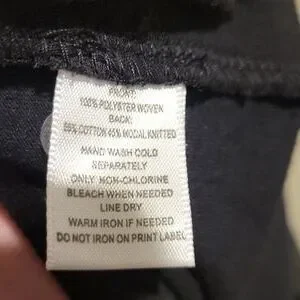 FRONT:
100% POLYSTER WOVEN
BACK:
55% COTTON 45% MODAL KNITTED
HAND WASH COLD
SEPARATELY
ONLY NON-CHLORINE
BLEACH WHEN NEEDED
LINE DRY
WARM IRON IF NEEDED
DO NOT IRON ON PRINT LABEL